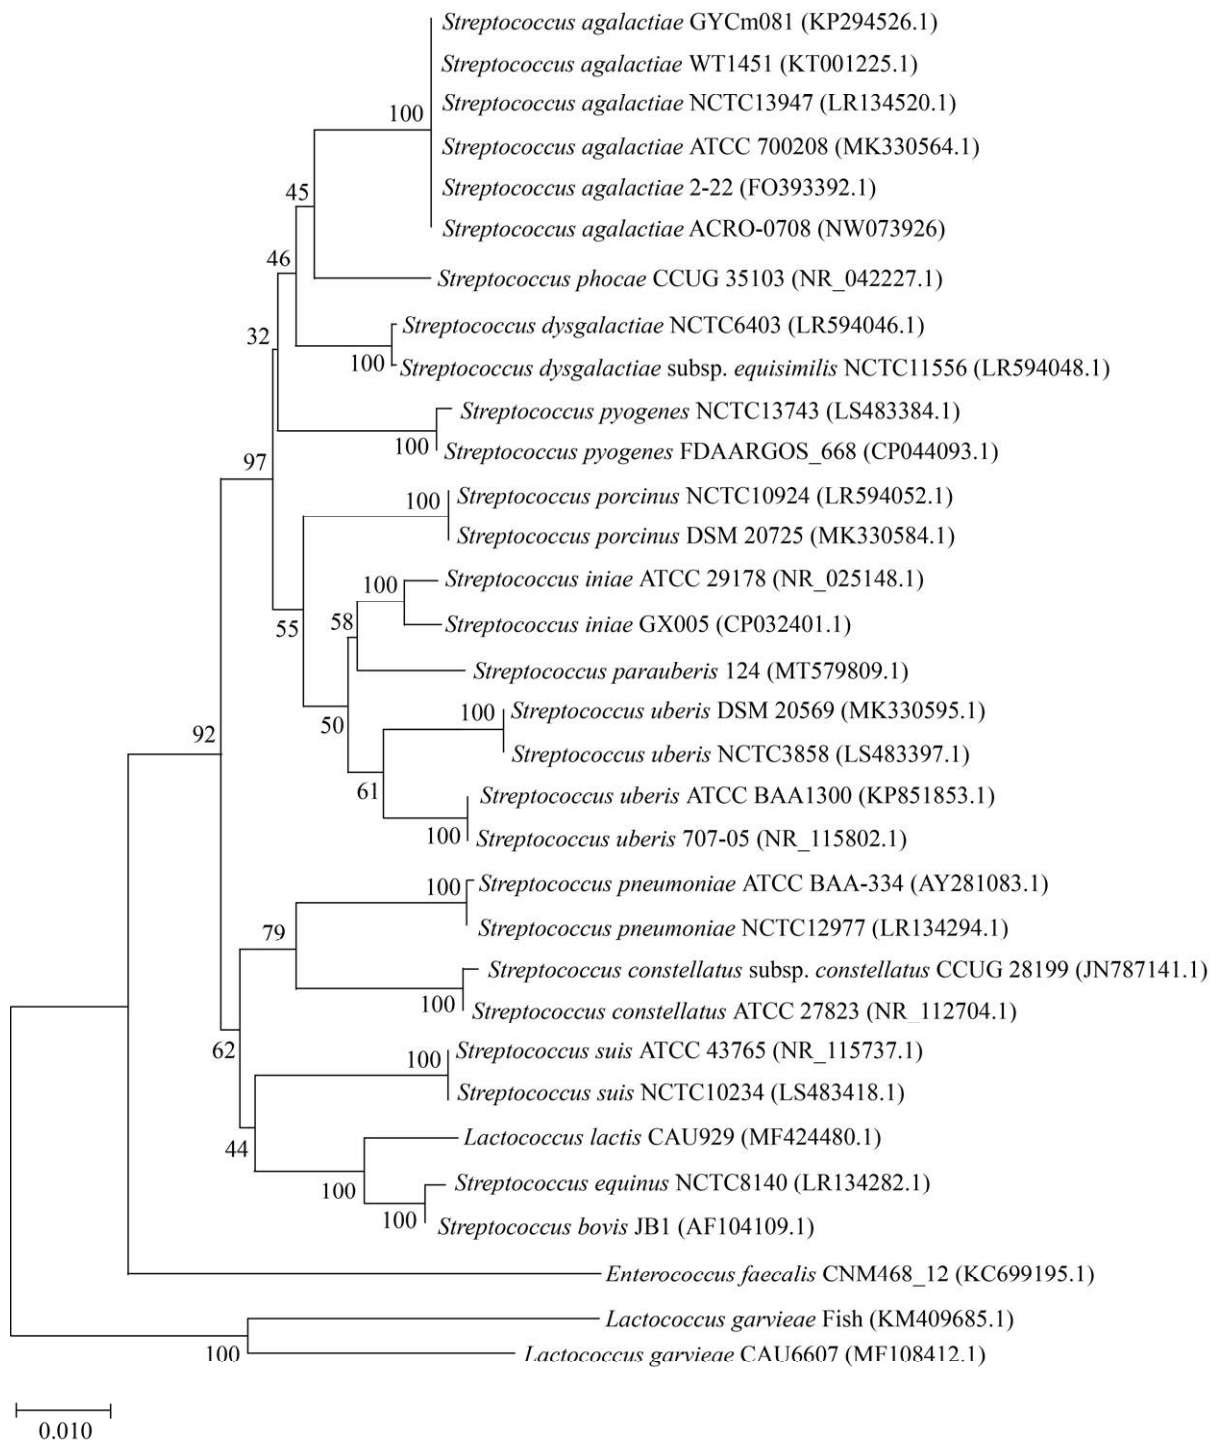 Streptococcus agalactiae GYCm081 (KP294526.1)
Streptococcus agalactiae WT1451 (KT001225.1)
Streptococcus agalactiae NCTC13947 (LR134520.1)
100
Streptococcus agalactiae ATCC 700208 (MK330564.1)
Streptococcus agalactiae 2-22 (FO393392.1)
45
Streptococcus agalactiae ACRO-0708 (NW073926)
46
Streptococcus phocae CCUG 35103 (NR_042227.1)
Streptococcus dysgalactiae NCTC6403 (LR594046.1)
32
100
Streptococcus dysgalactiae subsp. equisimilis NCTC11556 (LR594048.1)
Streptococcus pyogenes NCTC13743 (LS483384.1)
100
Streptococcus pyogenes FDAARGOS_668 (CP044093.1)
97
Streptococcus porcinus NCTC10924 (LR594052.1)
100
Streptococcus porcinus DSM 20725 (MK330584.1)
Streptococcus iniae ATCC 29178 (NR_025148.1)
100
58
Streptococcus iniae GX005 (CP032401.1)
55
Streptococcus parauberis 124 (MT579809.1)
100
Streptococcus uberis DSM 20569 (MK330595.1)
50
92
Streptococcus uberis NCTC3858 (LS483397.1)
61
Streptococcus uberis ATCC BAA1300 (KP851853.1)
100
Streptococcus uberis 707-05 (NR_115802.1)
100
Streptococcus pneumoniae ATCC BAA-334 (AY281083.1)
79
Streptococcus pneumoniae NCTC12977 (LR134294.1)
Streptococcus constellatus subsp. constellatus CCUG 28199 (JN787141.1)
100
Streptococcus constellatus ATCC 27823 (NR_112704.1)
62
Streptococcus suis ATCC 43765 (NR_115737.1)
100
Streptococcus suis NCTC10234 (LS483418.1)
Lactococcus lactis CAU929 (MF424480.1)
44
Streptococcus equinus NCTC8140 (LR134282.1)
100
100
Streptococcus bovis JB1 (AF104109.1)
Enterococcus faecalis CNM468_12 (KC699195.1)
Lactococcus garvieae Fish (KM409685.1)
100
Lactococcus garvieae CAU6607 (MF108412.1)
0.010